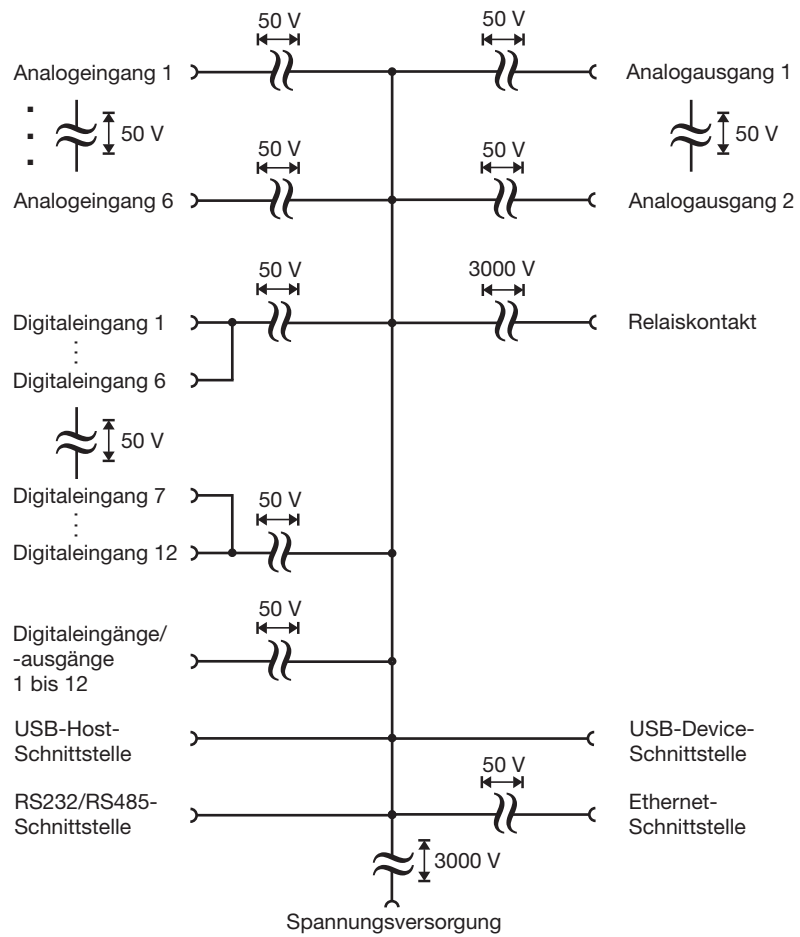 50 V
50 V
Analogeingang 1
Analogausgang 1
50 V
50 V
50 V
50 V
Analogeingang 6
Analogausgang 2
50 V
3000 V
Digitaleingang 1
Relaiskontakt
Digitaleingang 6
50 V
Digitaleingang 7
50 V
Digitaleingang 12
50 V
Digitaleingänge/
-ausgänge
1 bis 12
USB-Host-
Schnittstelle
USB-Device-
Schnittstelle
50 V
RS232/RS485-
Schnittstelle
Ethernet-
Schnittstelle
3000 V
Spannungsversorgung